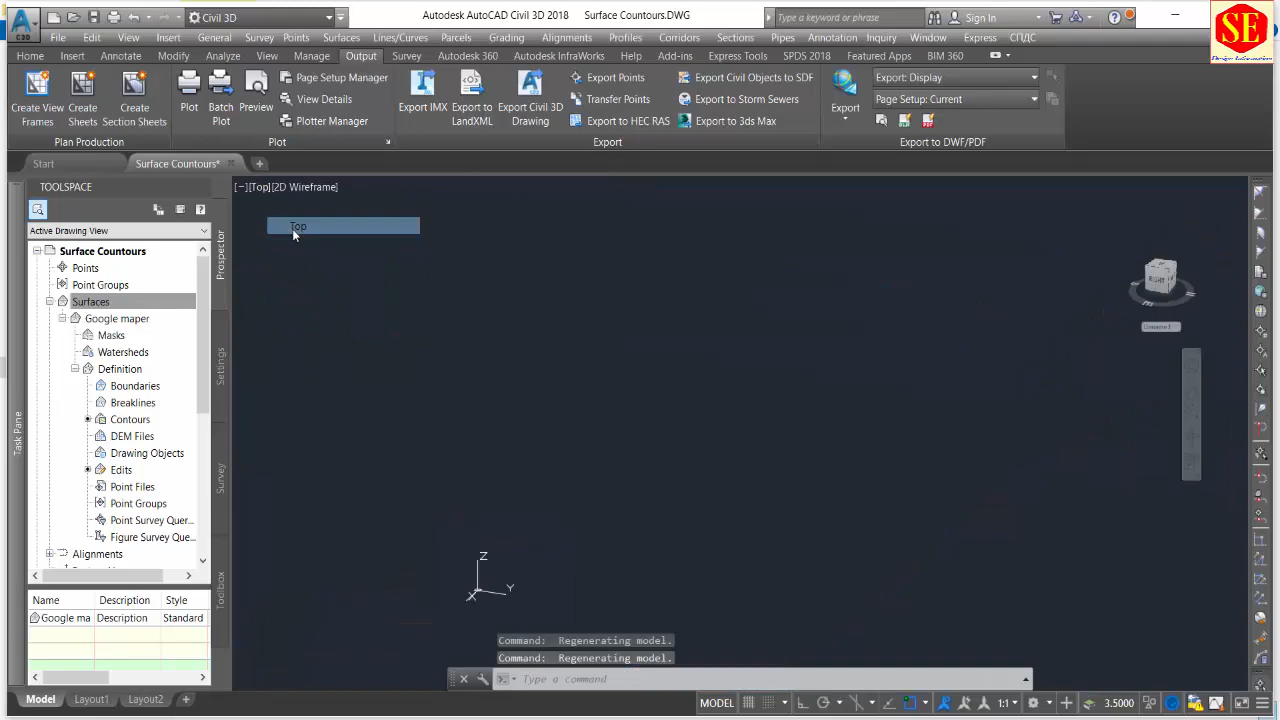 Civil 3D
Autodesk AutoCAD Civil 3D 2018 Surface Countours.DWG
Type a keyword or phrase
Sign In
SE
C3D
File Edit View Insert General Survey Points Surfaces Lines/Curves Parcels Grading Alignments Profiles Corridors Sections Pipes Annotation Inquiry Window Express СПДС
Home Insert Annotate Modify Analyze View Manage Output Survey Autodesk 360 Autodesk InfraWorks Help Add-ins Express Tools SPDS 2018 Featured Apps BIM 360
Create View Frames
Create Sheets
Create Section Sheets
Plot
Batch Plot
Preview
Page Setup Manager
View Details
Plotter Manager
Export IMX
Export to LandXML
Export Civil 3D Drawing
Export Points
Transfer Points
Export to HEC RAS
Export Civil Objects to SDF
Export to Storm Sewers
Export to 3ds Max
Export
Export: Display
Page Setup: Current
Plan Production
Plot
Export
Export to DWF/PDF
Start
Surface Countours*
TOOLSPACE
Active Drawing View
Surface Countours
Points
Point Groups
Surfaces
Google maper
Masks
Watersheds
Definition
Boundaries
Breaklines
Contours
DEM Files
Drawing Objects
Edits
Point Files
Point Groups
Point Survey Quer...
Figure Survey Que...
Alignments
Name Description Style
Google ma Description Standard
Prospector
Settings
Survey
Toolbox
Task Pane
[−][Top][2D Wireframe]
Top
RIGHT
Z
Y
X
Command: Regenerating model.
Command: Regenerating model.
Type a command
Model Layout1 Layout2
MODEL
1:1
3.5000